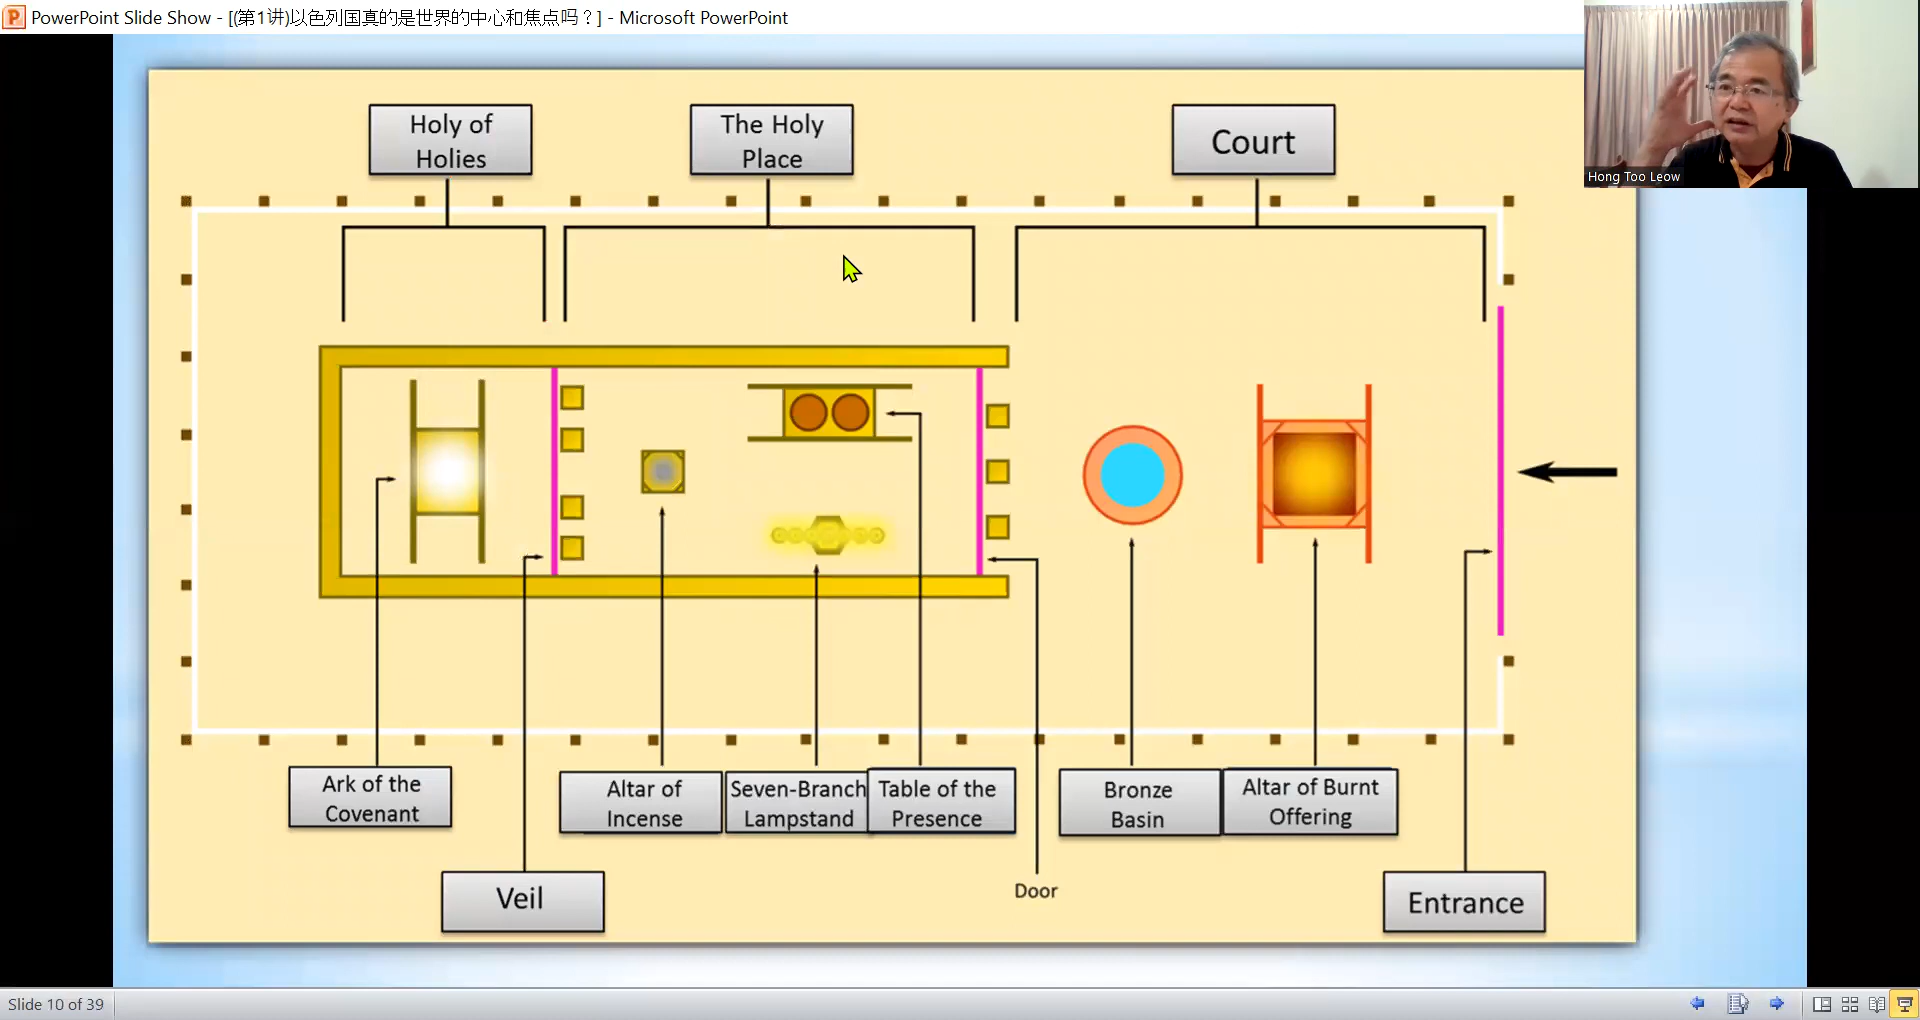 PowerPoint Slide Show - [(第1讲)以色列国真的是世界的中心和焦点吗？] - Microsoft PowerPoint
Hong Too Leow
Holy of
Holies
The Holy
Place
Court
Ark of the
Covenant
Altar of
Incense
Seven-Branch
Lampstand
Table of the
Presence
Bronze
Basin
Altar of Burnt
Offering
Veil
Door
Entrance
Slide 10 of 39